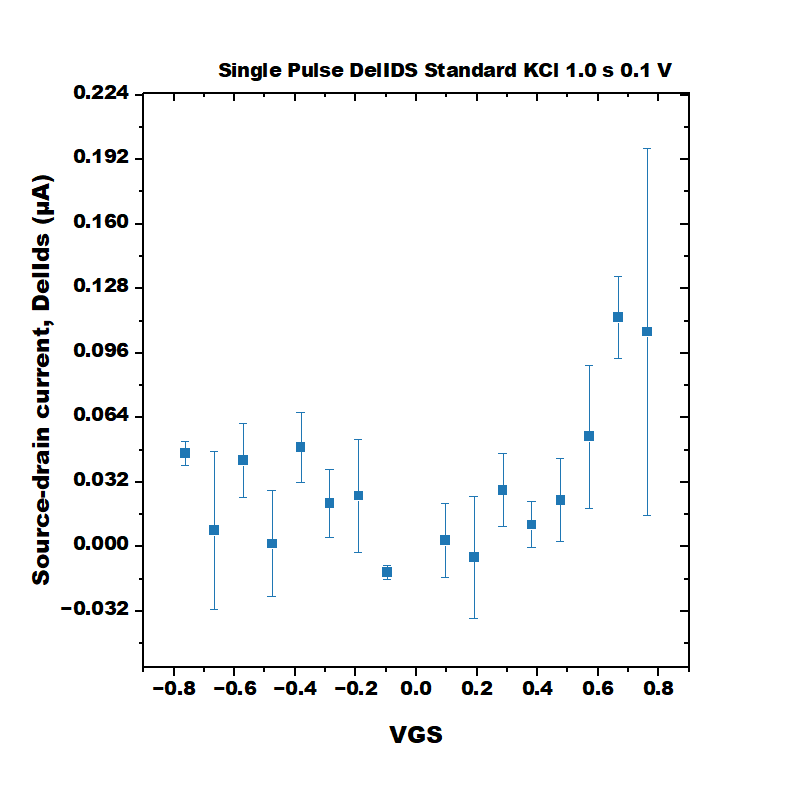 Single Pulse DelIDS Standard KCl 1.0 s 0.1 V
0.224
0.192
0.160
0.128
0.096
0.064
0.032
0.000
−0.032
Source-drain current, DelIds (µA)
−0.8 −0.6 −0.4 −0.2 0.0 0.2 0.4 0.6 0.8
VGS